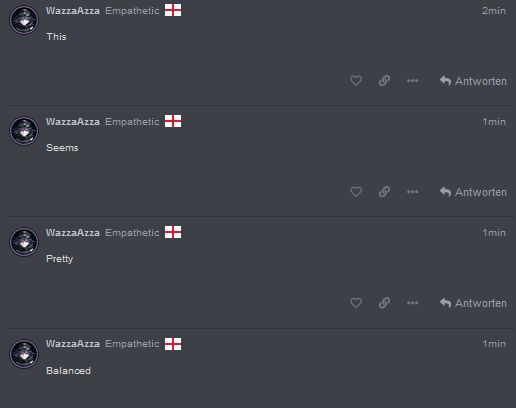 WazzaAzza Empathetic 2min
This
Antworten
WazzaAzza Empathetic 1min
Seems
Antworten
WazzaAzza Empathetic 1min
Pretty
Antworten
WazzaAzza Empathetic 1min
Balanced